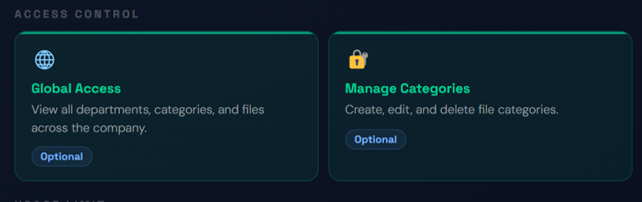 ACCESS CONTROL
Global Access
View all departments, categories, and files
across the company.
Optional
Manage Categories
Create, edit, and delete file categories.
Optional